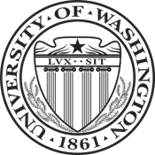 UNIVERSITY · OF · WASHINGTON
LVX · · SIT
· 1861 ·